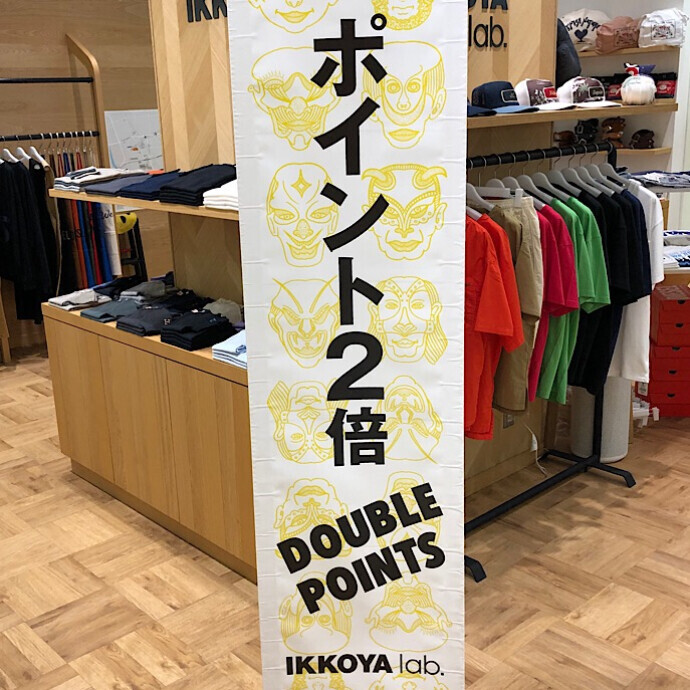 IKKOYA
lab.
ポイント2倍
DOUBLE
POINTS
IKKOYA lab.